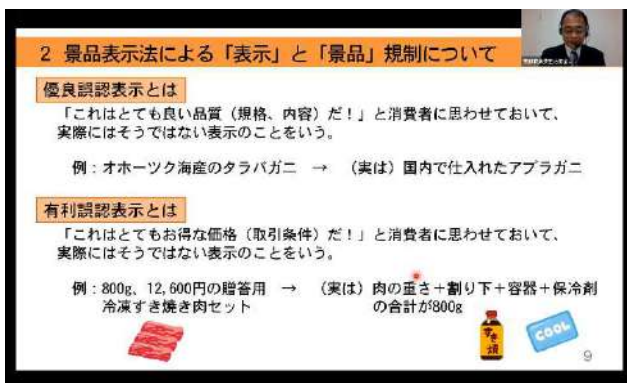 2 景品表示法による「表示」と「景品」規制について
優良誤認表示とは
「これはとても良い品質（規格、内容）だ！」と消費者に思わせておいて、
実際にはそうではない表示のことをいう。
例：オホーツク海産のタラバガニ → （実は）国内で仕入れたアブラガニ
有利誤認表示とは
「これはとてもお得な価格（取引条件）だ！」と消費者に思わせておいて、
実際にはそうではない表示のことをいう。
例：800g、12,600円の贈答用 → （実は）肉の重さ＋割り下＋容器＋保冷剤
冷凍すき焼き肉セット の合計が800g
すき焼
COOL
9